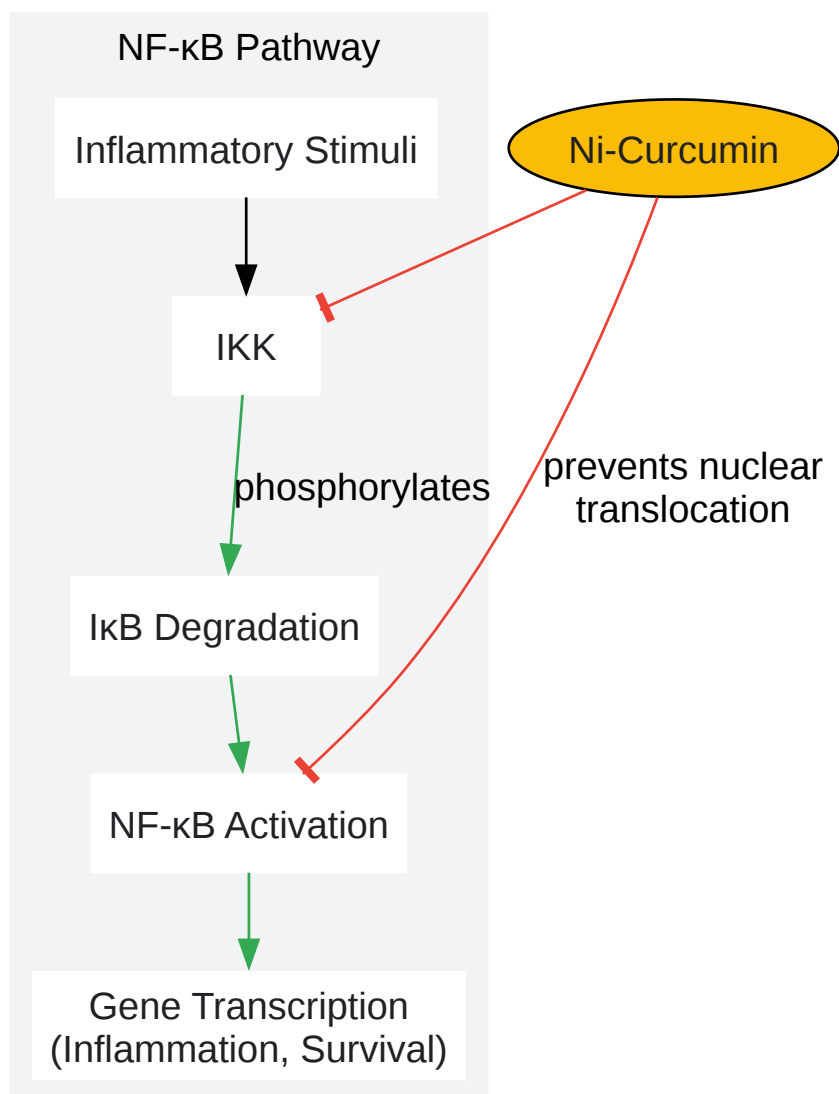 NF-κB Pathway
Inflammatory Stimuli
Ni-Curcumin
IKK
phosphorylates
prevents nuclear
translocation
IκB Degradation
NF-κB Activation
Gene Transcription
(Inflammation, Survival)